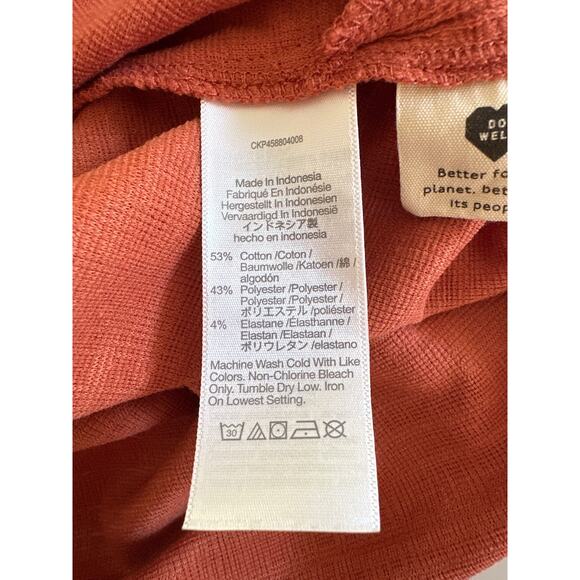 CKP458804008
Made In Indonesia
Fabriqué En Indonésie
Hergestellt In Indonesien
Vervaardigd In Indonesië
インドネシア製
hecho en indonesia
53% Cotton /Coton /
Baumwolle /Katoen /綿 /
algodón
43% Polyester /Polyester /
Polyester /Polyester /
ポリエステル /poliéster
4% Elastane /Élasthanne /
Elastan /Elastaan /
ポリウレタン /elastano
Machine Wash Cold With Like
Colors. Non-Chlorine Bleach
Only. Tumble Dry Low. Iron
On Lowest Setting.
30
DO
WEL
Better fo
planet. bet
its peop